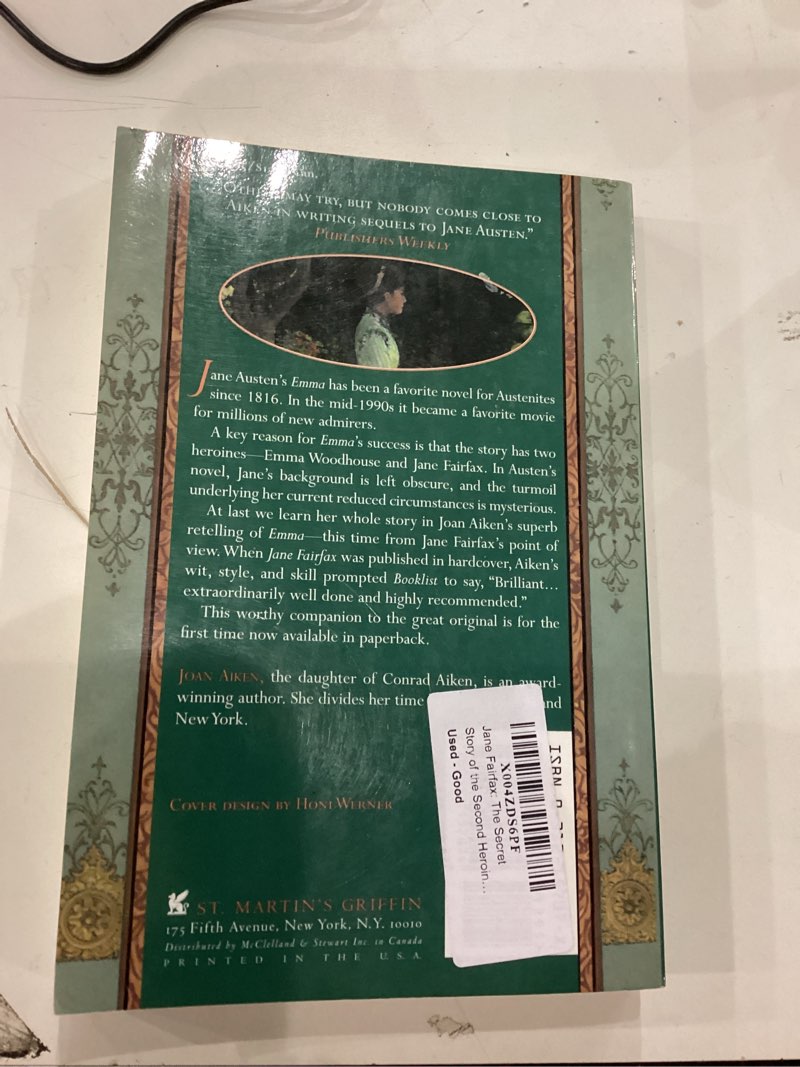 MAY TRY, BUT NOBODY COMES CLOSE TO
AIKEN IN WRITING SEQUELS TO JANE AUSTEN.”
PUBLISHERS WEEKLY
Jane Austen’s Emma has been a favorite novel for Austenites
since 1816. In the mid-1990s it became a favorite movie
for millions of new admirers.
A key reason for Emma’s success is that the story has two
heroines—Emma Woodhouse and Jane Fairfax. In Austen’s
novel, Jane’s background is left obscure, and the turmoil
underlying her current reduced circumstances is mysterious.
At last we learn her whole story in Joan Aiken’s superb
retelling of Emma—this time from Jane Fairfax’s point of
view. When Jane Fairfax was published in hardcover, Aiken’s
wit, style, and skill prompted Booklist to say, “Brilliant…
extraordinarily well done and highly recommended.”
This worthy companion to the great original is for the
first time now available in paperback.
JOAN AIKEN, the daughter of Conrad Aiken, is an award-
winning author. She divides her time and
New York.
COVER DESIGN BY HONI WERNER
ISBN
X004ZDS6PF
Jane Fairfax: The Secret
Story of the Second Heroin...
Used - Good
ST. MARTIN’S GRIFFIN
175 Fifth Avenue, New York, N.Y. 10010
Distributed by McClelland & Stewart Inc. in Canada
PRINTED IN THE U.S.A.